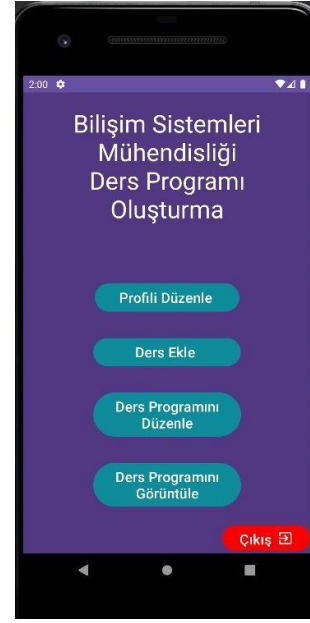 2:00
Bilişim Sistemleri
Mühendisliği
Ders Programı
Oluşturma
Profili Düzenle
Ders Ekle
Ders Programını
Düzenle
Ders Programını
Görüntüle
Çıkış